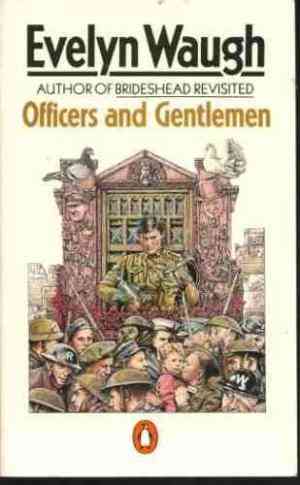 Evelyn Waugh
AUTHOR OF BRIDESHEAD REVISITED
Officers and Gentlemen
R
W